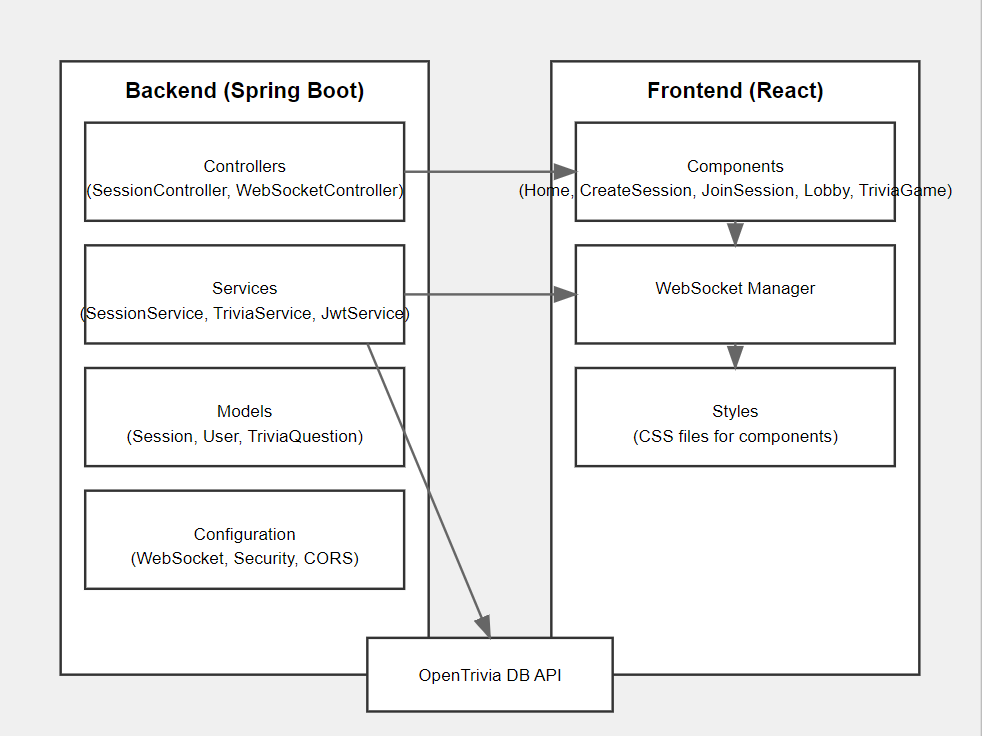 Backend (Spring Boot)
Controllers
(SessionController, WebSocketController)
Services
(SessionService, TriviaService, JwtService)
Models
(Session, User, TriviaQuestion)
Configuration
(WebSocket, Security, CORS)
Frontend (React)
Components
(Home, CreateSession, JoinSession, Lobby, TriviaGame)
WebSocket Manager
Styles
(CSS files for components)
OpenTrivia DB API